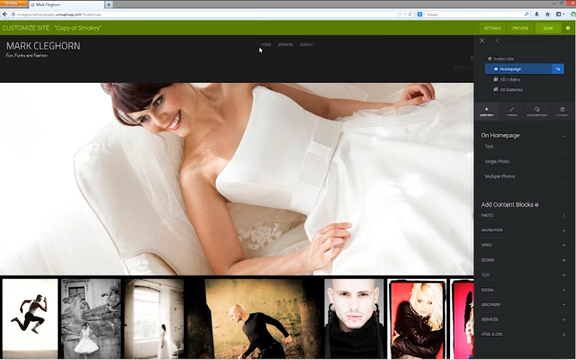 Mark Cleghorn
CUSTOMIZE SITE "Copy of Smokey"
SETTINGS
PREVIEW
MARK CLEGHORN
Fun, Funky and Fashion
HOME
BROWSE
SEARCH
Entire Site
Homepage
All Folders
All Galleries
CONTENT
On Homepage
Text
Single Photo
Multiple Photos
Add Content Blocks
PHOTO
NAVIGATION
VIDEO
DESIGN
TEXT
SOCIAL
DISCOVERY
SERVICES
HTML & CSS